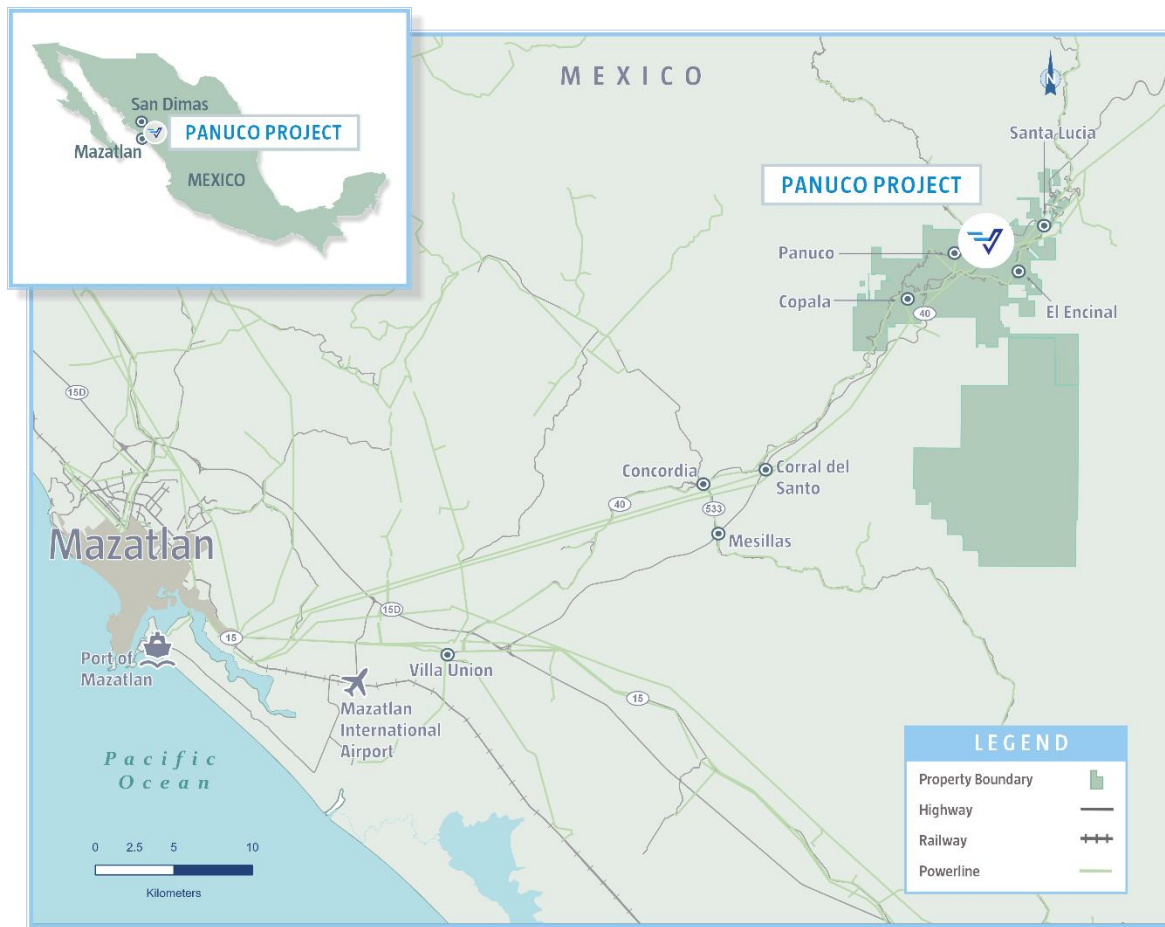 San Dimas
PANUCO PROJECT
Mazatlan
MEXICO
MEXICO
N
Santa Lucia
PANUCO PROJECT
Panuco
Copala
El Encinal
40
15D
Concordia
Corral del
Santo
40
533
Mesillas
Mazatlan
15D
15
Port of
Mazatlan
Villa Union
15
Mazatlan
International
Airport
Pacific
Ocean
0 2.5 5 10
Kilometers
LEGEND
Property Boundary
Highway
Railway
Powerline